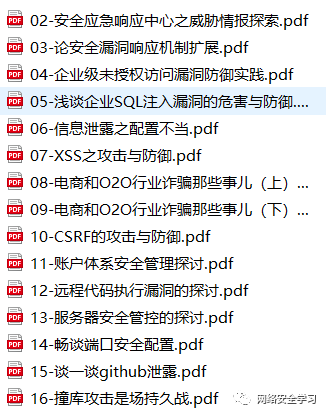 02-安全应急响应中心之威胁情报探索.pdf
03-论安全漏洞响应机制扩展.pdf
04-企业级未授权访问漏洞防御实践.pdf
05-浅谈企业SQL注入漏洞的危害与防御....
06-信息泄露之配置不当.pdf
07-XSS之攻击与防御.pdf
08-电商和O2O行业诈骗那些事儿（上）...
09-电商和O2O行业诈骗那些事儿（下）...
10-CSRF的攻击与防御.pdf
11-账户体系安全管理探讨.pdf
12-远程代码执行漏洞的探讨.pdf
13-服务器安全管控的探讨.pdf
14-畅谈端口安全配置.pdf
15-谈一谈github泄露.pdf
16-撞库攻击是场持久战.pdf
网络安全学习